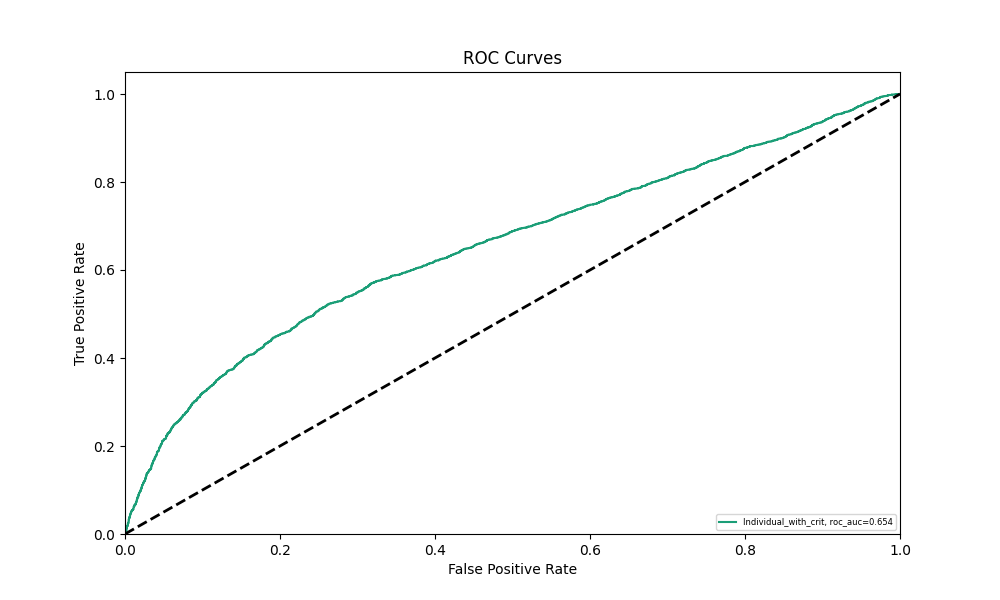 ROC Curves
1.0
0.8
0.6
0.4
0.2
0.0
True Positive Rate
0.0 0.2 0.4 0.6 0.8 1.0
False Positive Rate
Individual_with_crit, roc_auc=0.654